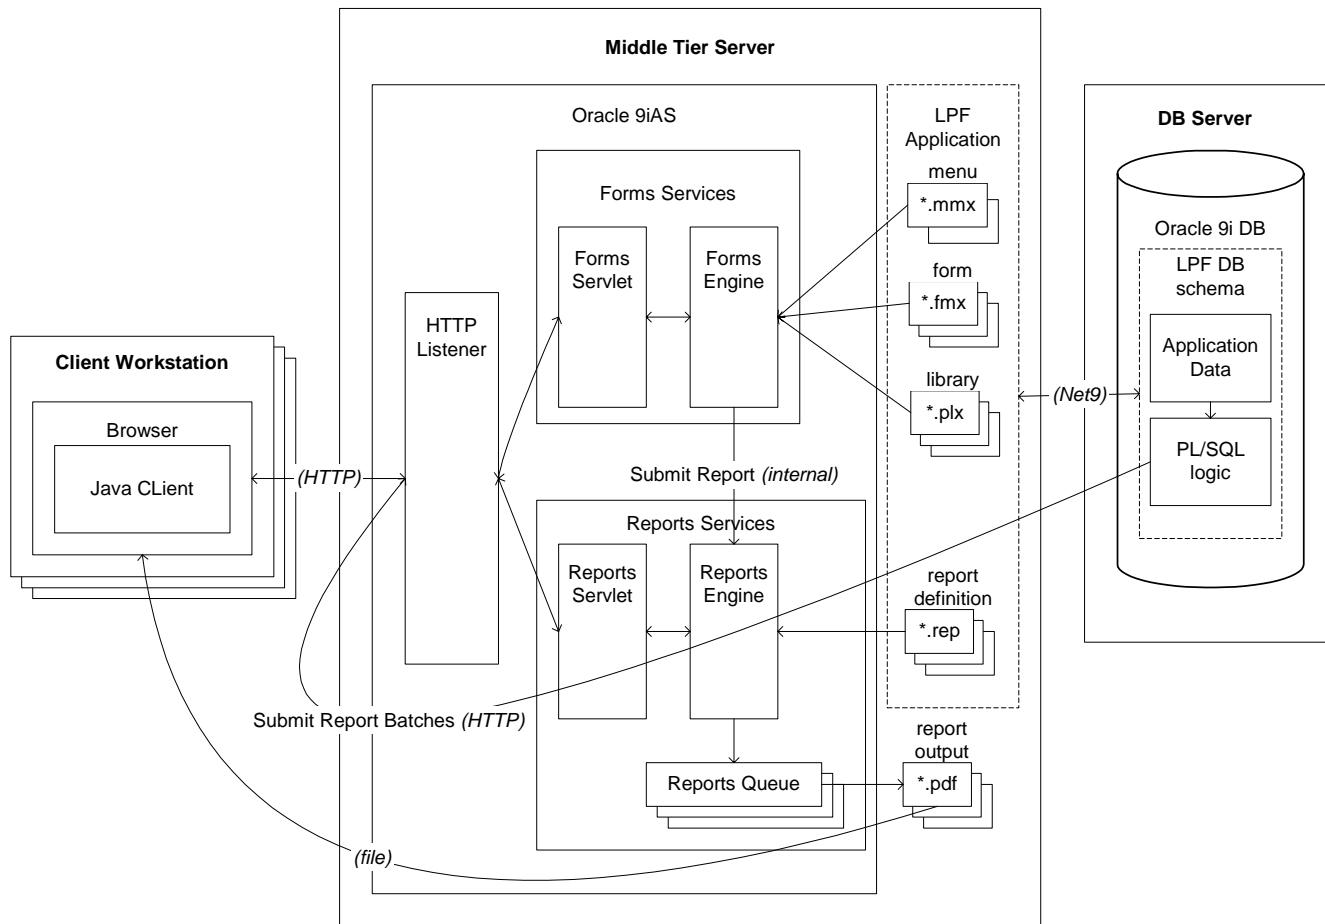 Middle Tier Server
Oracle 9iAS
LPF
Application
DB Server
menu
*.mmx
Forms Services
Oracle 9i DB
Forms
Servlet
Forms
Engine
form
*.fmx
LPF DB
schema
HTTP
Listener
Application
Data
Client Workstation
library
*.plx
(Net9)
Browser
Java CLient
(HTTP)
Submit Report (internal)
PL/SQL
logic
Reports Services
Reports
Servlet
Reports
Engine
report
definition
*.rep
Submit Report Batches (HTTP)
report
output
Reports Queue
*.pdf
(file)